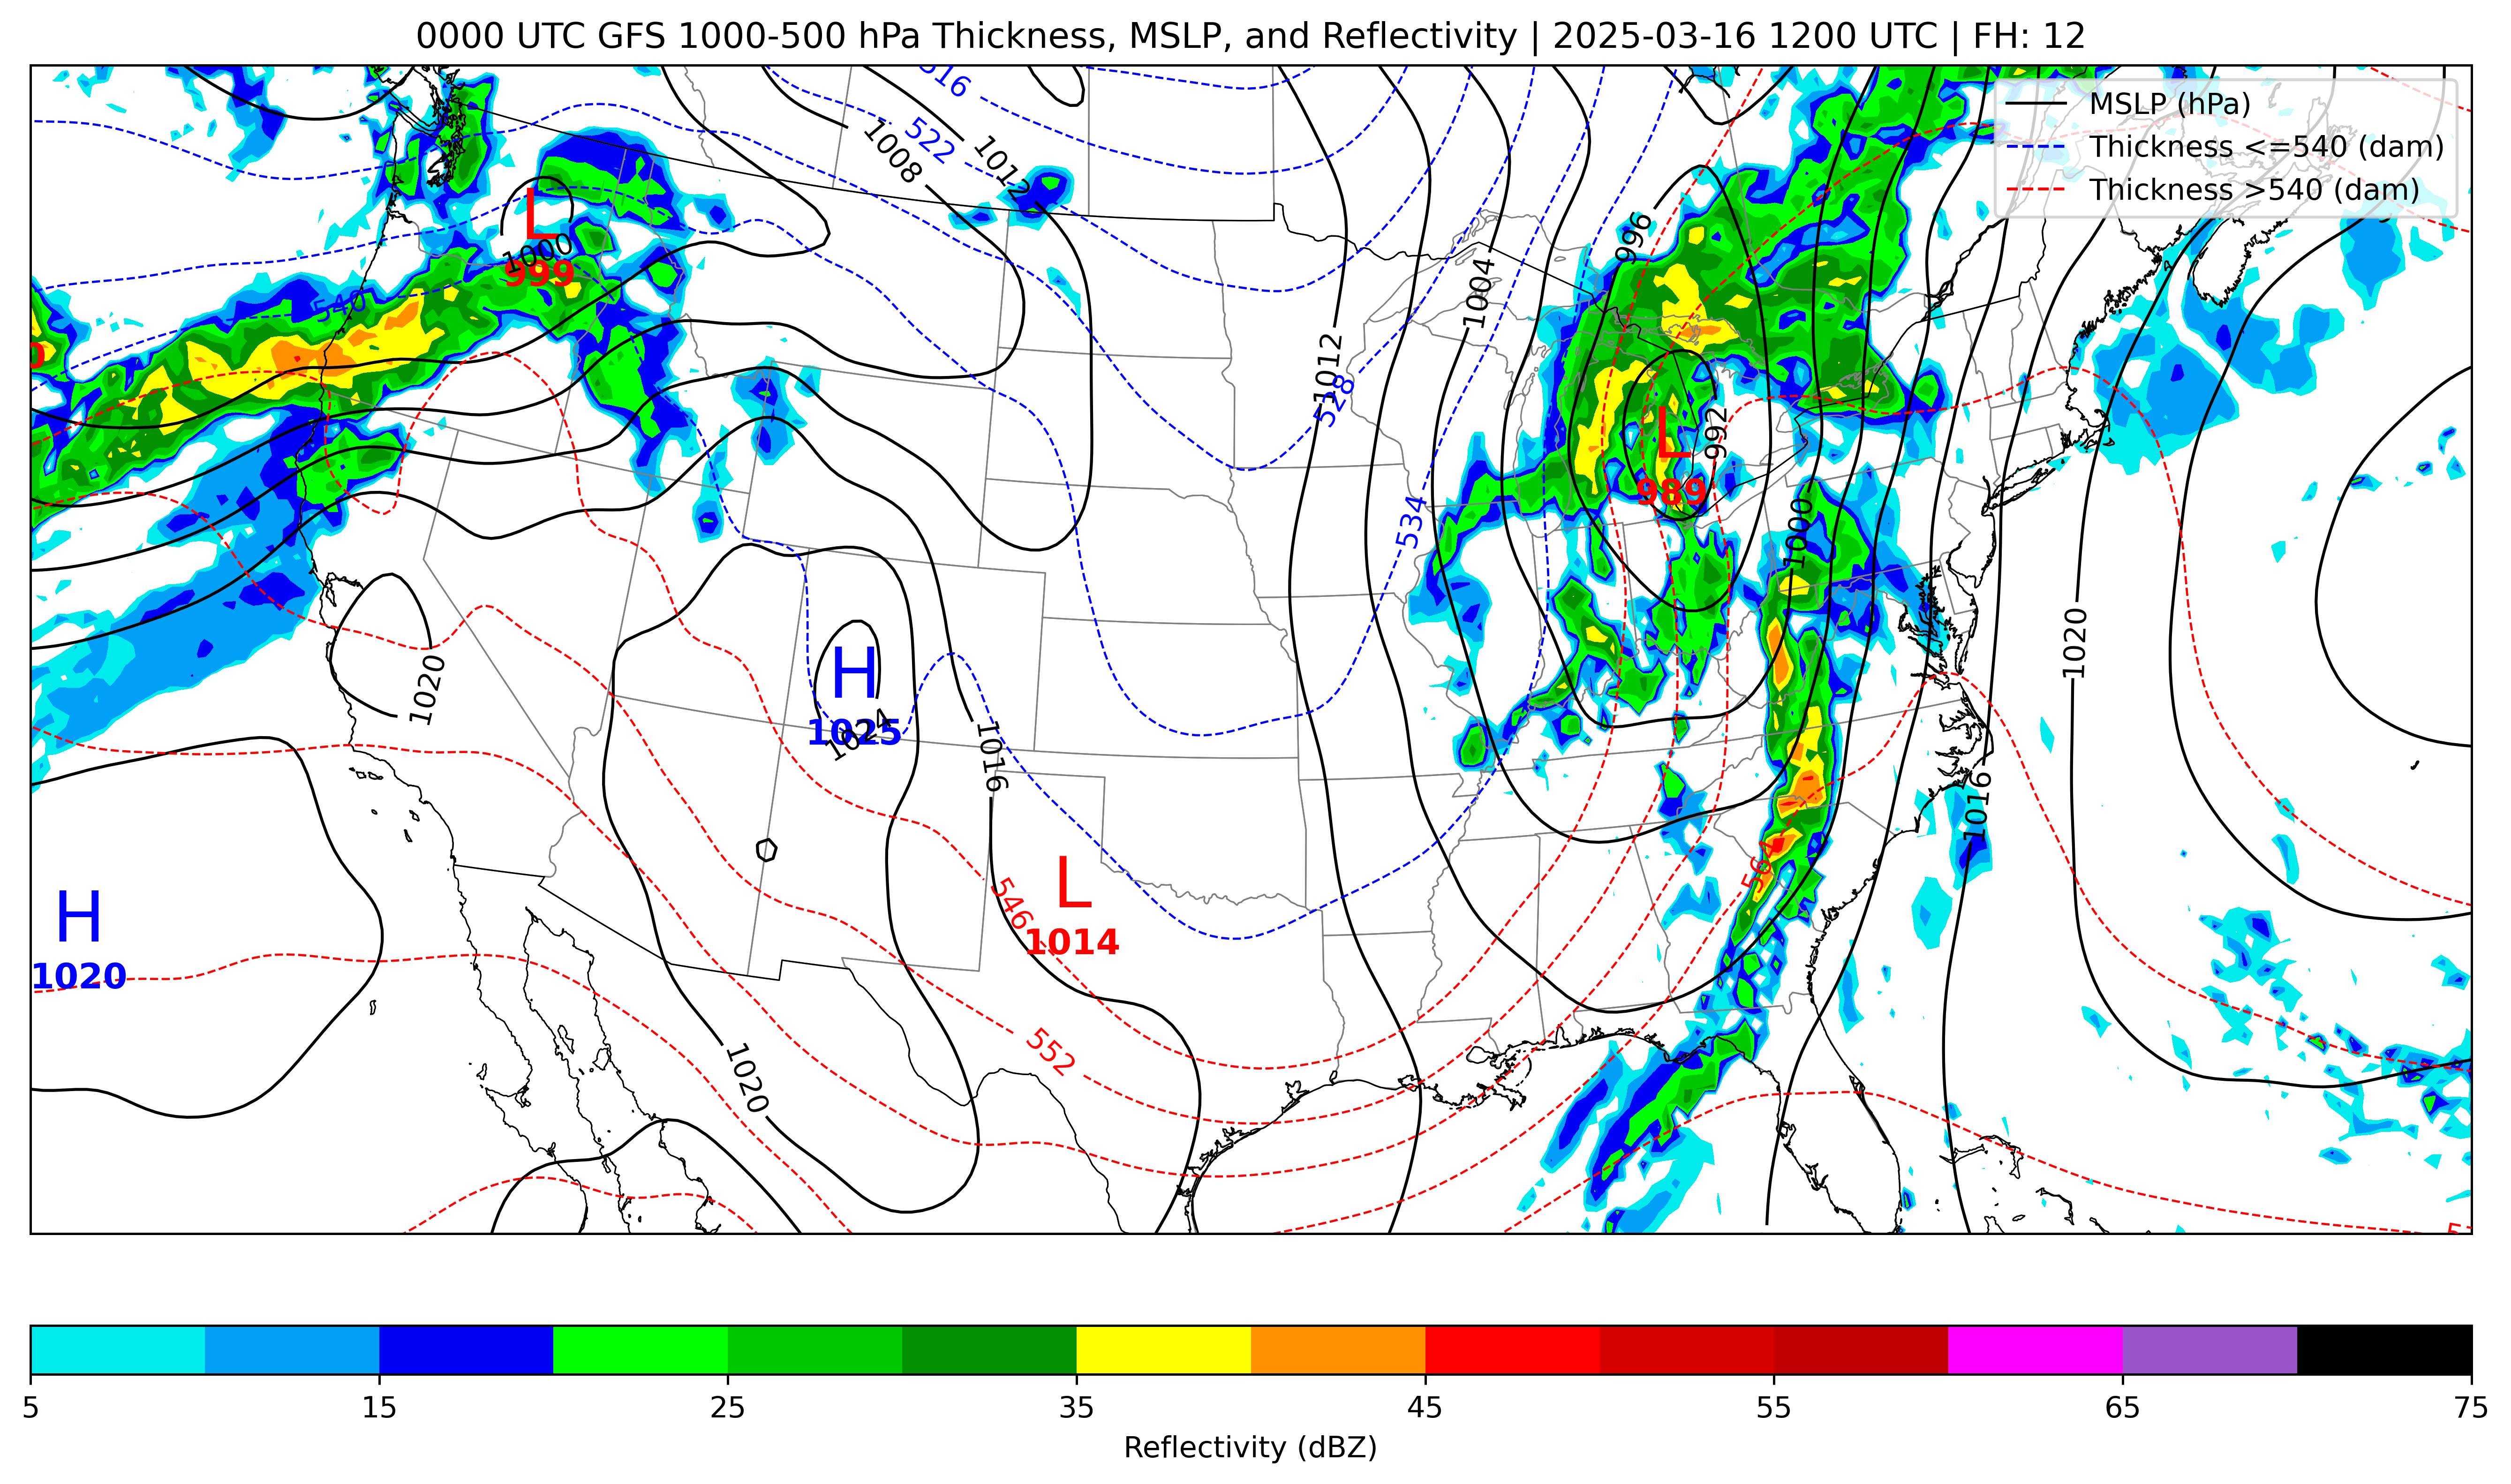 0000 UTC GFS 1000-500 hPa Thickness, MSLP, and Reflectivity | 2025-03-16 1200 UTC | FH: 12
MSLP (hPa)
Thickness <=540 (dam)
Thickness >540 (dam)
516
522
1008
1012
L
1000
999
540
996
1004
1012
528
L
992
989
534
1000
1020
1020
H
1025
1024
1016
1016
564
L
1014
546
H
1020
552
1020
5 15 25 35 45 55 65 75
Reflectivity (dBZ)